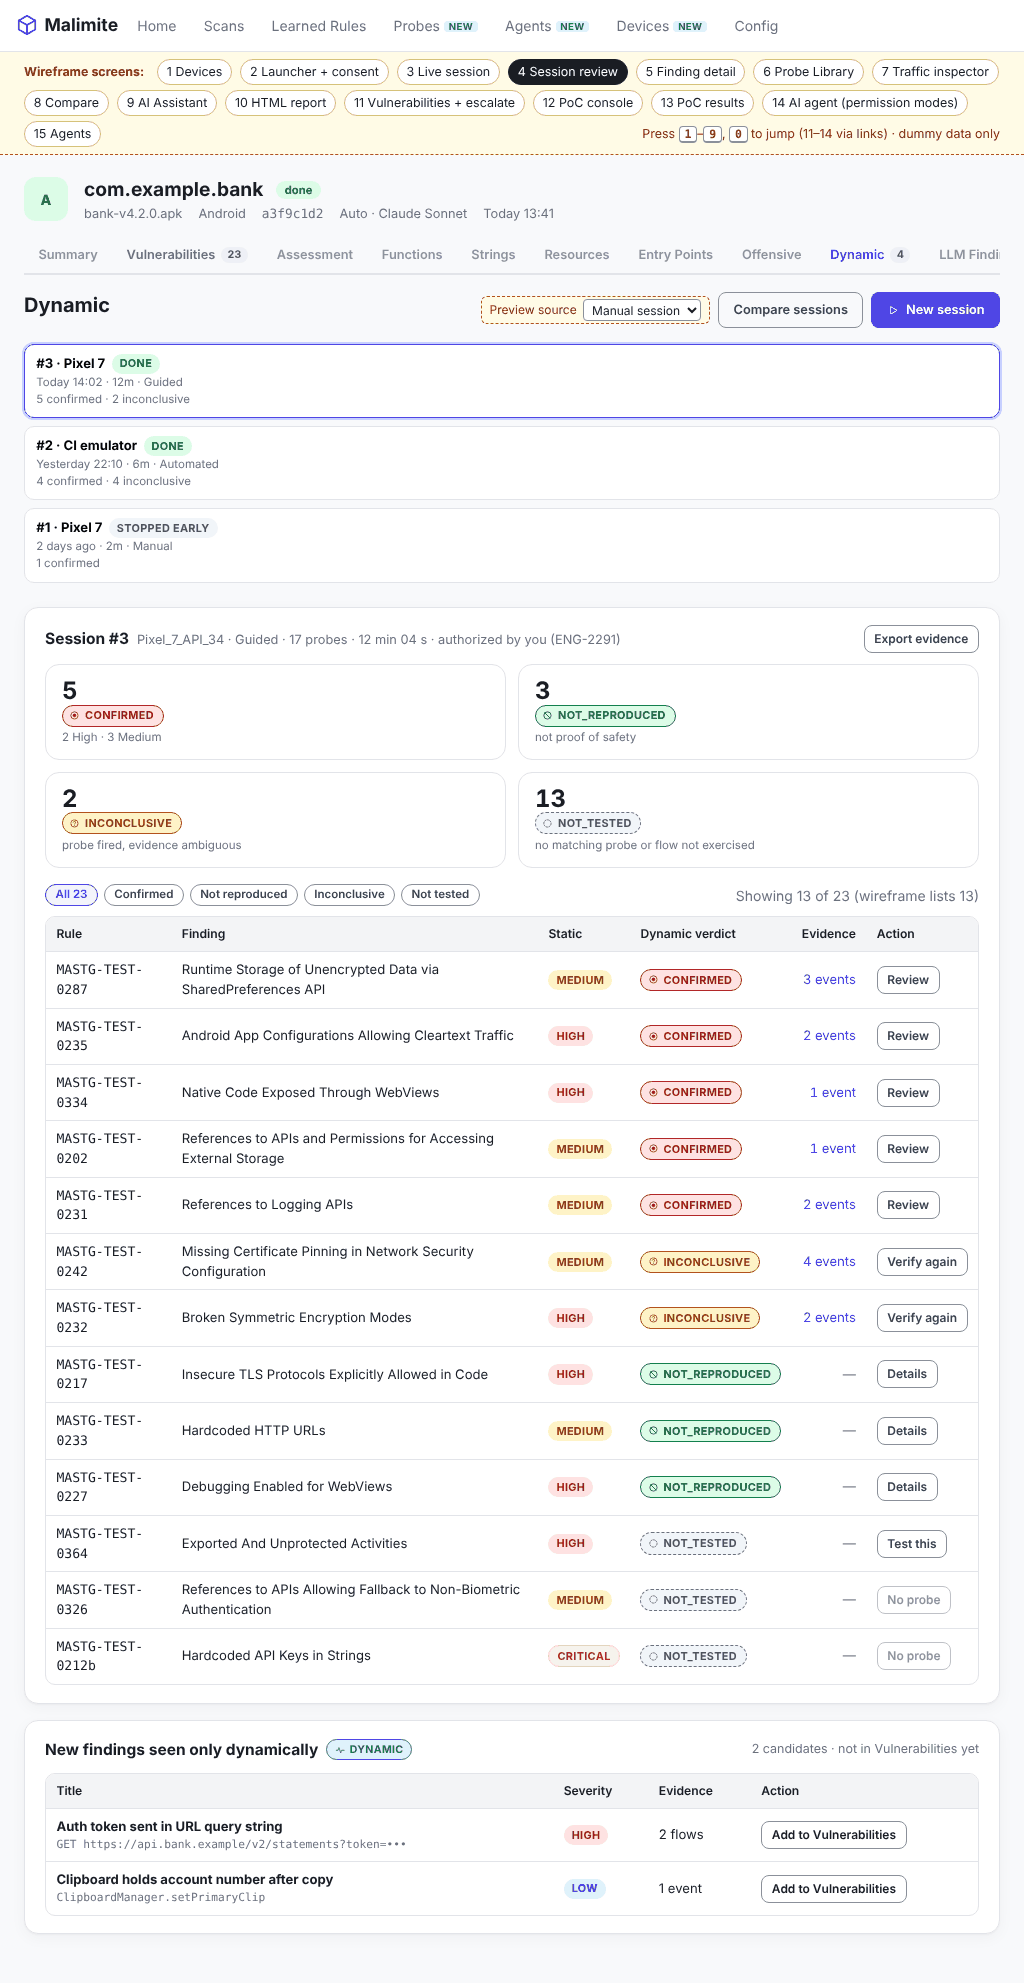 Malimite Home Scans Learned Rules Probes NEW Agents NEW Devices NEW Config
Wireframe screens: 1 Devices 2 Launcher + consent 3 Live session 4 Session review 5 Finding detail 6 Probe Library 7 Traffic inspector
8 Compare 9 AI Assistant 10 HTML report 11 Vulnerabilities + escalate 12 PoC console 13 PoC results 14 AI agent (permission modes)
15 Agents Press 1–9, 0 to jump (11–14 via links) · dummy data only
A
com.example.bank done
bank-v4.2.0.apk Android a3f9c1d2 Auto · Claude Sonnet Today 13:41
Summary Vulnerabilities 23 Assessment Functions Strings Resources Entry Points Offensive Dynamic 4 LLM Findi
Dynamic Preview source Manual session Compare sessions New session
#3 · Pixel 7 DONE
Today 14:02 · 12m · Guided
5 confirmed · 2 inconclusive
#2 · CI emulator DONE
Yesterday 22:10 · 6m · Automated
4 confirmed · 4 inconclusive
#1 · Pixel 7 STOPPED EARLY
2 days ago · 2m · Manual
1 confirmed
Session #3 Pixel_7_API_34 · Guided · 17 probes · 12 min 04 s · authorized by you (ENG-2291) Export evidence
5
CONFIRMED
2 High · 3 Medium
3
NOT_REPRODUCED
not proof of safety
2
INCONCLUSIVE
probe fired, evidence ambiguous
13
NOT_TESTED
no matching probe or flow not exercised
All 23 Confirmed Not reproduced Inconclusive Not tested Showing 13 of 23 (wireframe lists 13)
Rule Finding Static Dynamic verdict Evidence Action
MASTG-TEST-0287 Runtime Storage of Unencrypted Data via SharedPreferences API MEDIUM CONFIRMED 3 events Review
MASTG-TEST-0235 Android App Configurations Allowing Cleartext Traffic HIGH CONFIRMED 2 events Review
MASTG-TEST-0334 Native Code Exposed Through WebViews HIGH CONFIRMED 1 event Review
MASTG-TEST-0202 References to APIs and Permissions for Accessing External Storage MEDIUM CONFIRMED 1 event Review
MASTG-TEST-0231 References to Logging APIs MEDIUM CONFIRMED 2 events Review
MASTG-TEST-0242 Missing Certificate Pinning in Network Security Configuration MEDIUM INCONCLUSIVE 4 events Verify again
MASTG-TEST-0232 Broken Symmetric Encryption Modes HIGH INCONCLUSIVE 2 events Verify again
MASTG-TEST-0217 Insecure TLS Protocols Explicitly Allowed in Code HIGH NOT_REPRODUCED — Details
MASTG-TEST-0233 Hardcoded HTTP URLs MEDIUM NOT_REPRODUCED — Details
MASTG-TEST-0227 Debugging Enabled for WebViews HIGH NOT_REPRODUCED — Details
MASTG-TEST-0364 Exported And Unprotected Activities HIGH NOT_TESTED — Test this
MASTG-TEST-0326 References to APIs Allowing Fallback to Non-Biometric Authentication MEDIUM NOT_TESTED — No probe
MASTG-TEST-0212b Hardcoded API Keys in Strings CRITICAL NOT_TESTED — No probe
New findings seen only dynamically DYNAMIC 2 candidates · not in Vulnerabilities yet
Title Severity Evidence Action
Auth token sent in URL query string HIGH 2 flows Add to Vulnerabilities
GET https://api.bank.example/v2/statements?token=•••
Clipboard holds account number after copy LOW 1 event Add to Vulnerabilities
ClipboardManager.setPrimaryClip